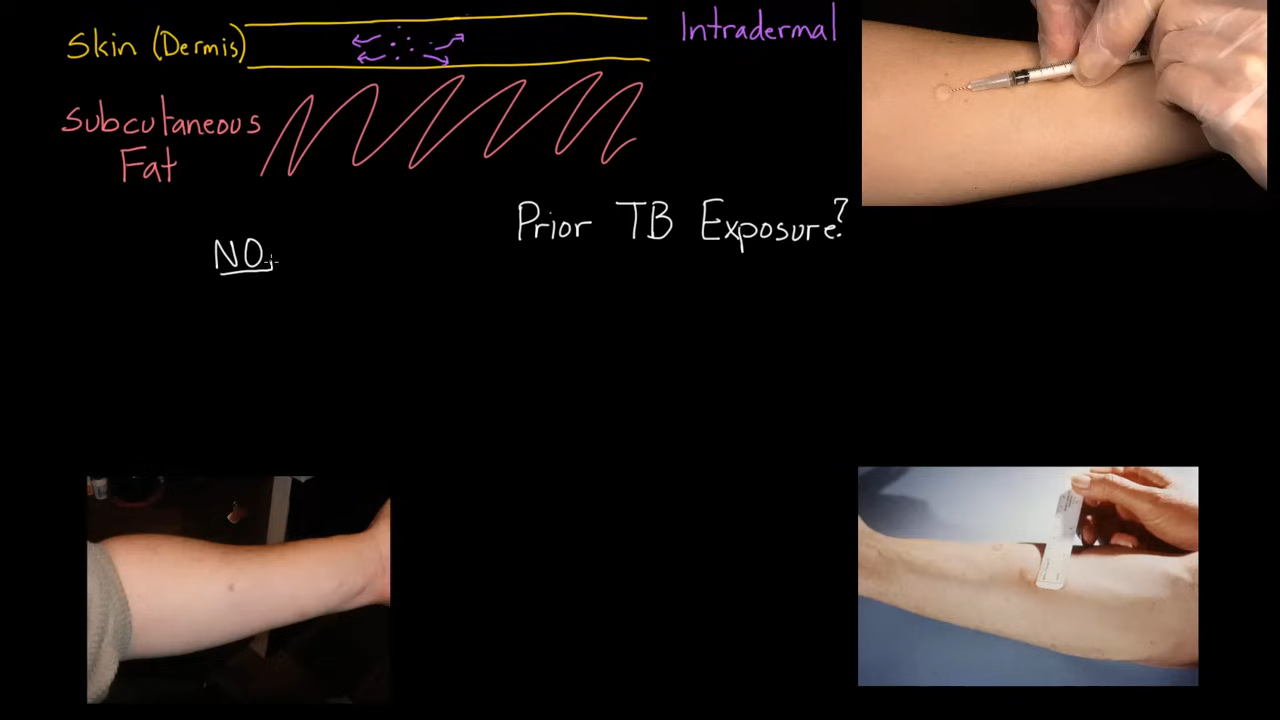 Skin (Dermis)
Intradermal
Subcutaneous
Fat
Prior TB Exposure?
NO